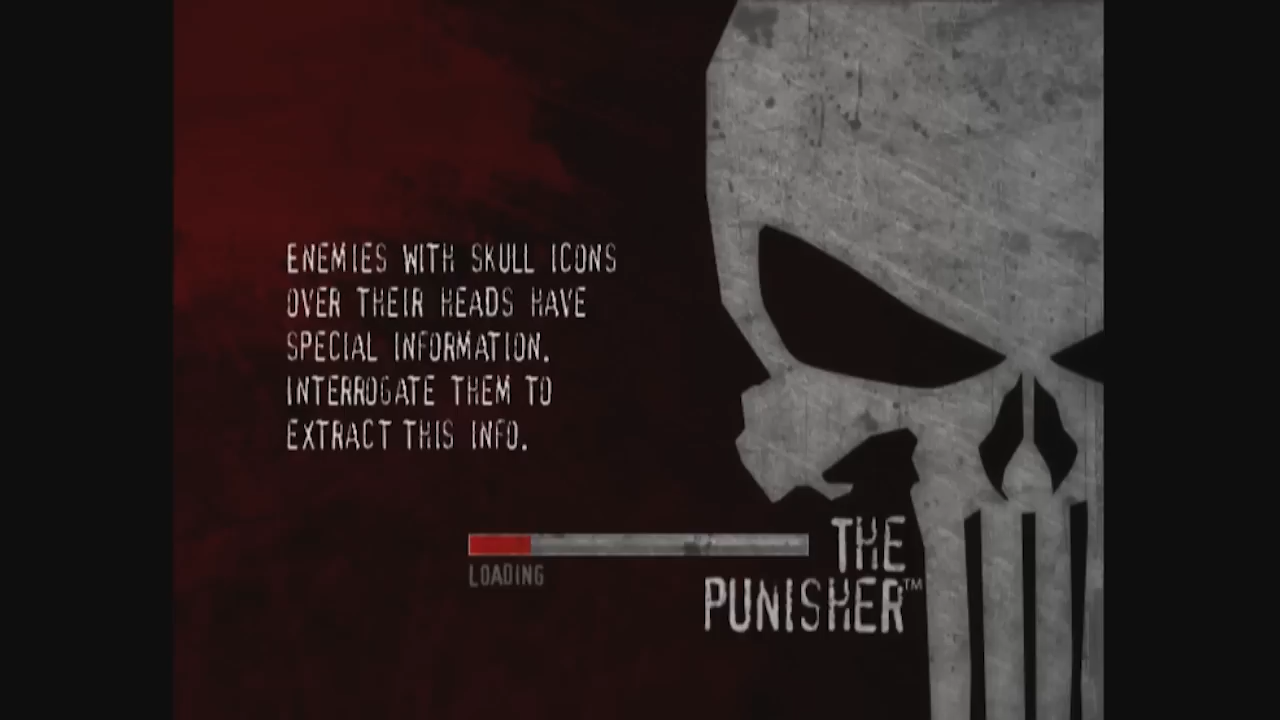 ENEMIES WITH SKULL ICONS
OVER THEIR HEADS HAVE
SPECIAL INFORMATION.
INTERROGATE THEM TO
EXTRACT THIS INFO.
LOADING
THE
PUNISHER™